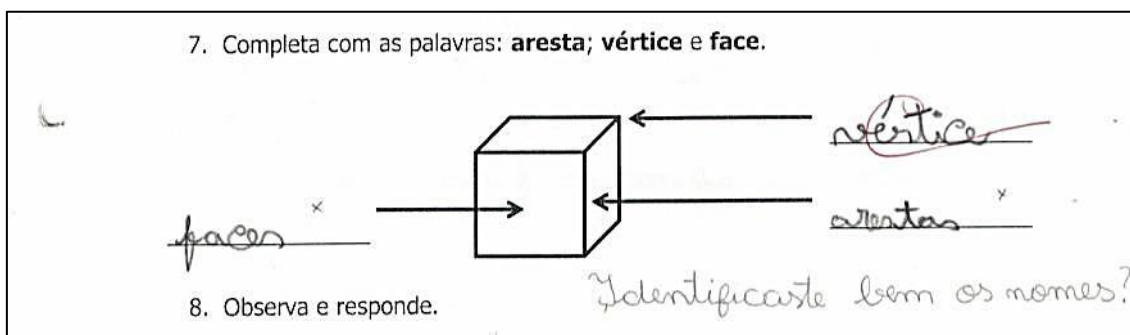 7. Completa com as palavras: aresta; vértice e face.
vértice
faces
arestas
Identificaste bem os nomes?
8. Observa e responde.